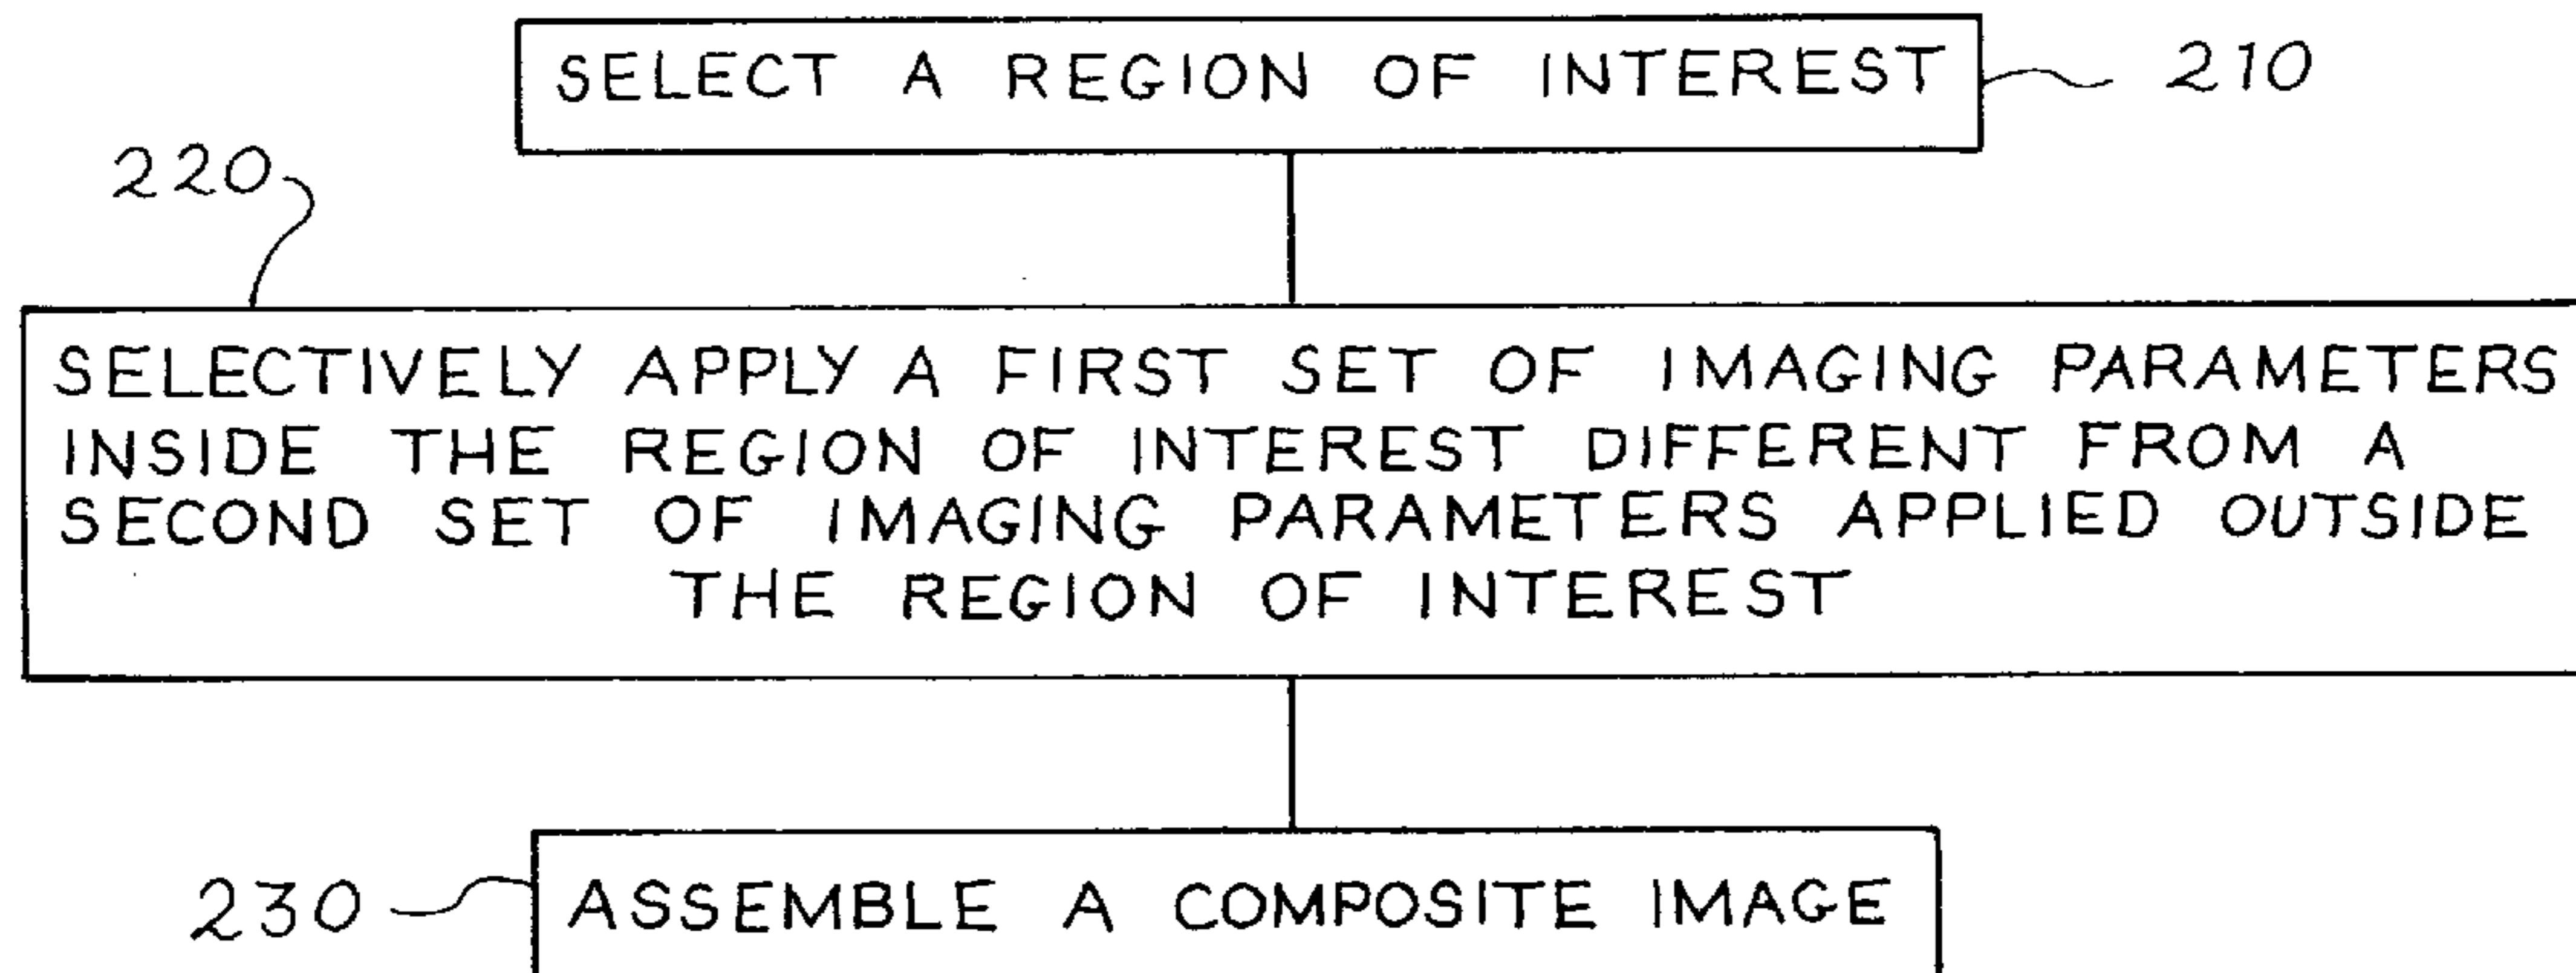 SELECT A REGION OF INTEREST
210
220
SELECTIVELY APPLY A FIRST SET OF IMAGING PARAMETERS
INSIDE THE REGION OF INTEREST DIFFERENT FROM A
SECOND SET OF IMAGING PARAMETERS APPLIED OUTSIDE
THE REGION OF INTEREST
230
ASSEMBLE A COMPOSITE IMAGE